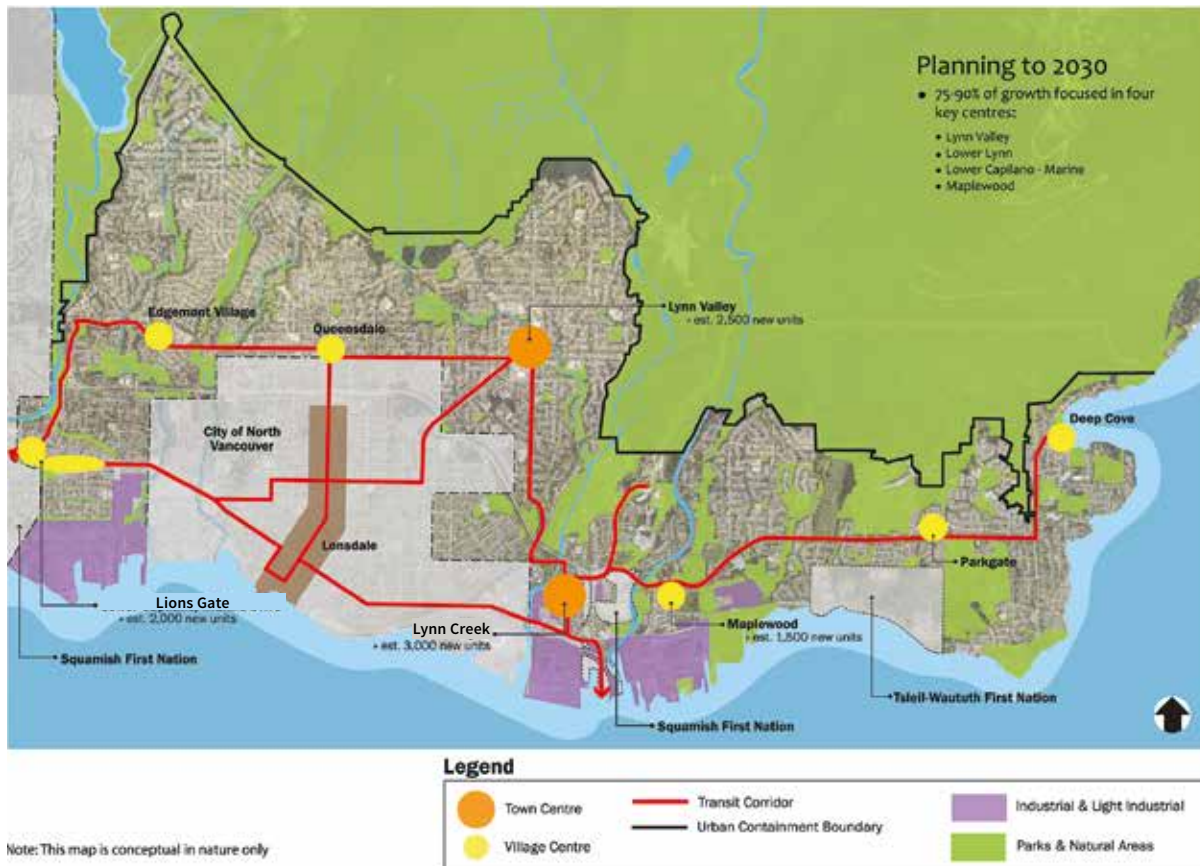 Planning to 2030
• 75-90% of growth focused in four
key centres:
• Lynn Valley
• Lower Lynn
• Lower Capilano - Marine
• Maplewood
Lynn Valley
• est. 2,500 new units
Edgemont Village
Queensdale
City of North
Vancouver
Deep Cove
Lonsdale
Parkgate
Lions Gate
• est. 2,000 new units
Lynn Creek
• est. 3,000 new units
Maplewood
• est. 1,500 new units
Squamish First Nation
Tsleil-Waututh First Nation
Squamish First Nation
Legend
Town Centre
Transit Corridor
Industrial & Light Industrial
Urban Containment Boundary
Village Centre
Parks & Natural Areas
Note: This map is conceptual in nature only